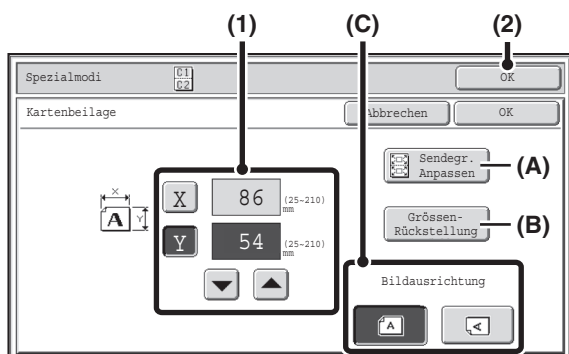 (1) (C) (2)
Spezialmodi C1 C2 OK
Kartenbeilage Abbrechen OK
Sendegr.
Anpassen
(A)
X 86 (25~210)
mm
X
A Y
Y 54 (25~210)
mm
Grössen-
Rückstellung
(B)
Bildausrichtung
A A